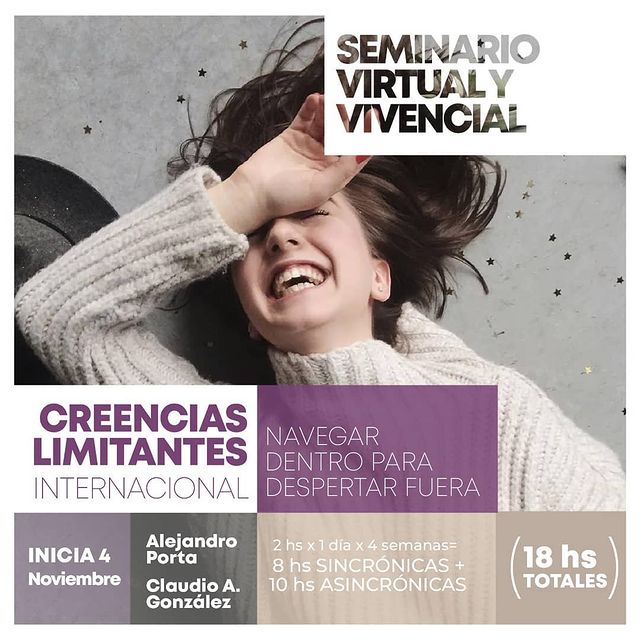 SEMINARIO
VIRTUAL Y
VIVENCIAL
CREENCIAS
LIMITANTES
INTERNACIONAL
NAVEGAR
DENTRO PARA
DESPERTAR FUERA
INICIA 4
Noviembre
Alejandro
Porta
Claudio A.
González
2 hs x 1 día x 4 semanas=
8 hs SINCRÓNICAS +
10 hs ASINCRÓNICAS
(18 hs
TOTALES)